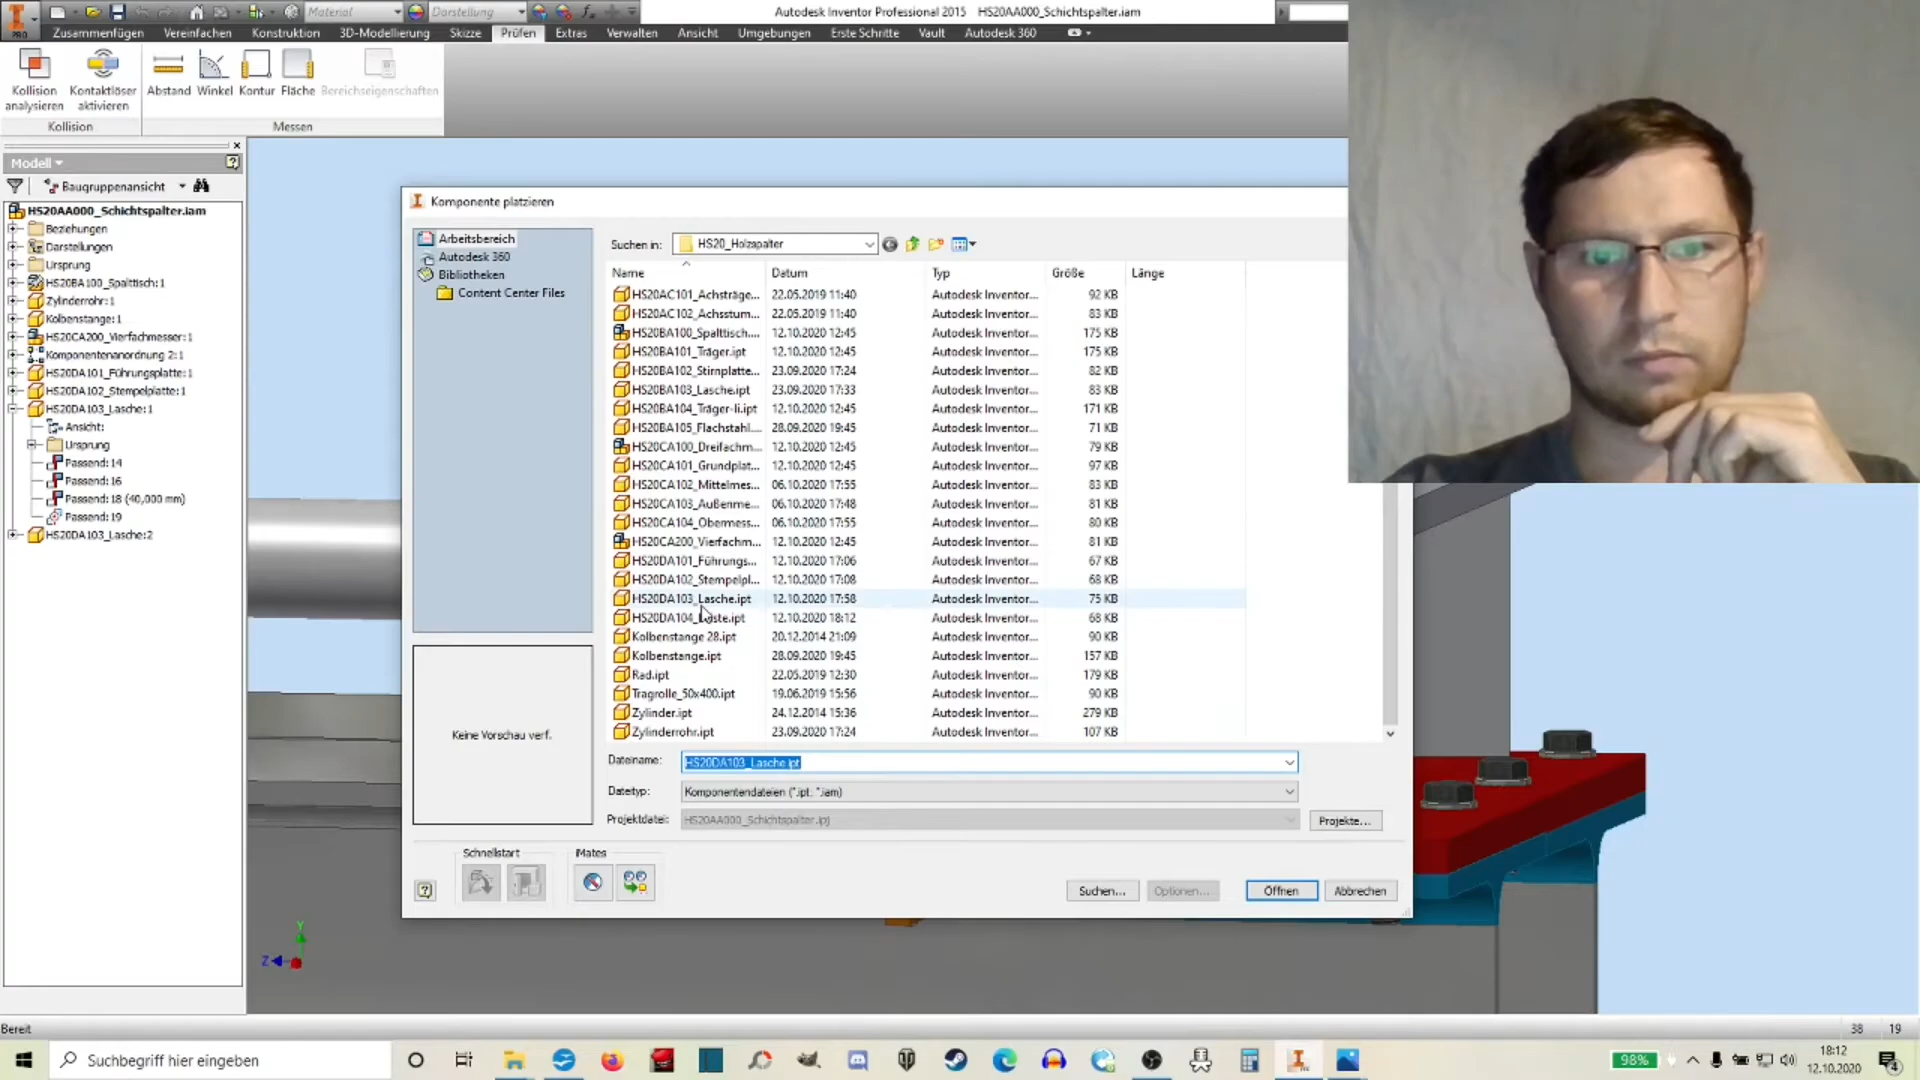 Material
Darstellung
Autodesk Inventor Professional 2015 HS20AA000_Schichtspalter.iam
PRO
Zusammenfügen Vereinfachen Konstruktion 3D-Modellierung Skizze Prüfen Extras Verwalten Ansicht Umgebungen Erste Schritte Vault Autodesk 360
Kollision analysieren
Kontaktlöser aktivieren
Abstand Winkel Kontur Fläche Bereichseigenschaften
Kollision
Messen
Modell
Baugruppenansicht
HS20AA000_Schichtspalter.iam
Beziehungen
Darstellungen
Ursprung
HS20BA100_Spalttisch:1
Zylinderrohr:1
Kolbenstange:1
HS20CA200_Vierfachmesser:1
Komponentenanordnung 2:1
HS20DA101_Führungsplatte:1
HS20DA102_Stempelplatte:1
HS20DA103_Lasche:1
Ansicht:
Ursprung
Passend:14
Passend:16
Passend:18 (40,000 mm)
Passend:19
HS20DA103_Lasche:2
Komponente platzieren
Arbeitsbereich
Autodesk 360
Bibliotheken
Content Center Files
Suchen in: HS20_Holzspalter
Name Datum Typ Größe Länge
HS20AC101_Achsträge... 22.05.2019 11:40 Autodesk Inventor... 92 KB
HS20AC102_Achsstum... 22.05.2019 11:40 Autodesk Inventor... 83 KB
HS20BA100_Spalttisch.... 12.10.2020 12:45 Autodesk Inventor... 175 KB
HS20BA101_Träger.ipt 12.10.2020 12:45 Autodesk Inventor... 175 KB
HS20BA102_Stirnplatte... 23.09.2020 17:24 Autodesk Inventor... 82 KB
HS20BA103_Lasche.ipt 23.09.2020 17:33 Autodesk Inventor... 83 KB
HS20BA104_Träger-li.ipt 12.10.2020 12:45 Autodesk Inventor... 171 KB
HS20BA105_Flachstahl.... 28.09.2020 19:45 Autodesk Inventor... 71 KB
HS20CA100_Dreifachm... 12.10.2020 12:45 Autodesk Inventor... 79 KB
HS20CA101_Grundplat... 12.10.2020 12:45 Autodesk Inventor... 97 KB
HS20CA102_Mittelmes... 06.10.2020 17:55 Autodesk Inventor... 83 KB
HS20CA103_Außenme... 06.10.2020 17:48 Autodesk Inventor... 81 KB
HS20CA104_Obermess... 06.10.2020 17:55 Autodesk Inventor... 80 KB
HS20CA200_Vierfachm... 12.10.2020 12:45 Autodesk Inventor... 81 KB
HS20DA101_Führungs... 12.10.2020 17:06 Autodesk Inventor... 67 KB
HS20DA102_Stempelpl... 12.10.2020 17:08 Autodesk Inventor... 68 KB
HS20DA103_Lasche.ipt 12.10.2020 17:58 Autodesk Inventor... 75 KB
HS20DA104_Leiste.ipt 12.10.2020 18:12 Autodesk Inventor... 68 KB
Kolbenstange 28.ipt 20.12.2014 21:09 Autodesk Inventor... 90 KB
Kolbenstange.ipt 28.09.2020 19:45 Autodesk Inventor... 157 KB
Rad.ipt 22.05.2019 12:30 Autodesk Inventor... 179 KB
Tragrolle_50x400.ipt 19.06.2019 15:56 Autodesk Inventor... 90 KB
Zylinder.ipt 24.12.2014 15:36 Autodesk Inventor... 279 KB
Zylinderrohr.ipt 23.09.2020 17:24 Autodesk Inventor... 107 KB
Keine Vorschau verf.
Dateiname: HS20DA103_Lasche.ipt
Dateityp: Komponentendateien (*.ipt; *.iam)
Projektdatei: HS20AA000_Schichtspalter.ipj Projekte...
Schnellstart iMates
Suchen... Optionen... Öffnen Abbrechen
Y
Z
Bereit 38 19
Suchbegriff hier eingeben
98%
18:12
12.10.2020
4